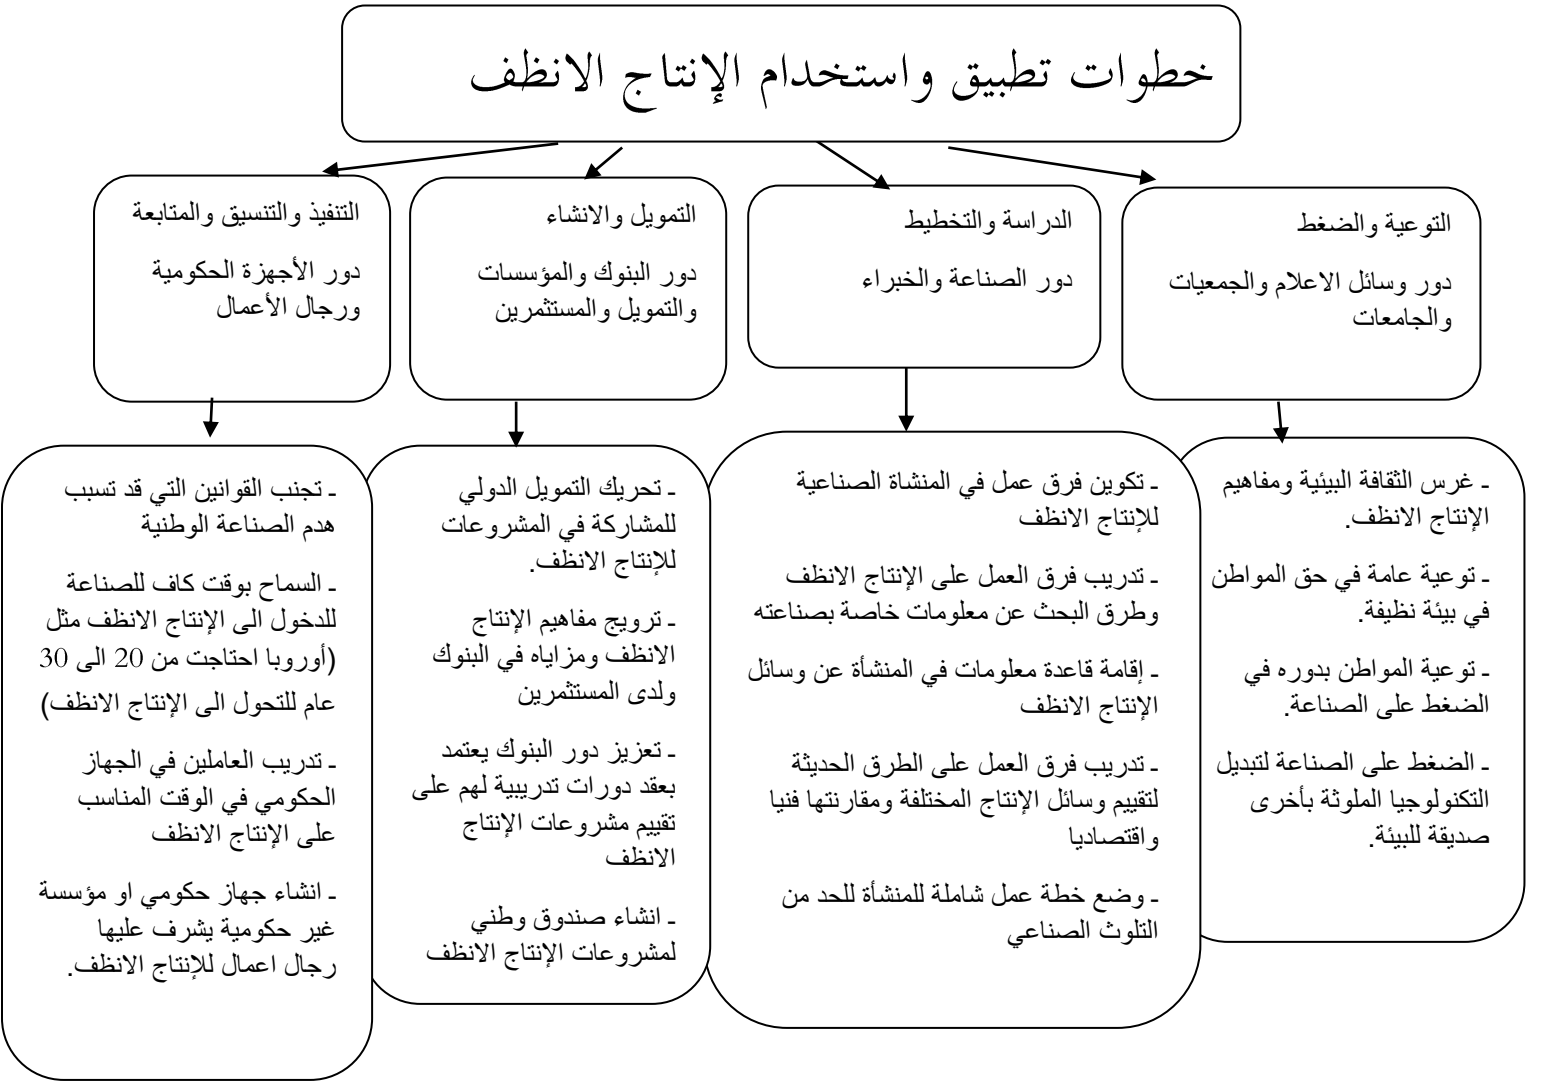 خطوات تطبيق واستخدام الإنتاج الانظف
التوعية والضغط
دور وسائل الاعلام والجمعيات
والجامعات
الدراسة والتخطيط
دور الصناعة والخبراء
التمويل والانشاء
دور البنوك والمؤسسات
والتمويل والمستثمرين
التنفيذ والتنسيق والمتابعة
دور الأجهزة الحكومية
ورجال الأعمال
ـ غرس الثقافة البيئية ومفاهيم
الإنتاج الانظف.
ـ توعية عامة في حق المواطن
في بيئة نظيفة.
ـ توعية المواطن بدوره في
الضغط على الصناعة.
ـ الضغط على الصناعة لتبديل
التكنولوجيا الملوثة بأخرى
صديقة للبيئة.
ـ تكوين فرق عمل في المنشاة الصناعية
للإنتاج الانظف
ـ تدريب فرق العمل على الإنتاج الانظف
وطرق البحث عن معلومات خاصة بصناعته
ـ إقامة قاعدة معلومات في المنشأة عن وسائل
الإنتاج الانظف
ـ تدريب فرق العمل على الطرق الحديثة
لتقييم وسائل الإنتاج المختلفة ومقارنتها فنيا
واقتصاديا
ـ وضع خطة عمل شاملة للمنشأة للحد من
التلوث الصناعي
ـ تحريك التمويل الدولي
للمشاركة في المشروعات
للإنتاج الانظف.
ـ ترويج مفاهيم الإنتاج
الانظف ومزاياه في البنوك
ولدى المستثمرين
ـ تعزيز دور البنوك يعتمد
بعقد دورات تدريبية لهم على
تقييم مشروعات الإنتاج
الانظف
ـ انشاء صندوق وطني
لمشروعات الإنتاج الانظف
ـ تجنب القوانين التي قد تسبب
هدم الصناعة الوطنية
ـ السماح بوقت كاف للصناعة
للدخول الى الإنتاج الانظف مثل
(أوروبا احتاجت من 20 الى 30
عام للتحول الى الإنتاج الانظف)
ـ تدريب العاملين في الجهاز
الحكومي في الوقت المناسب
على الإنتاج الانظف
ـ انشاء جهاز حكومي او مؤسسة
غير حكومية يشرف عليها
رجال اعمال للإنتاج الانظف.